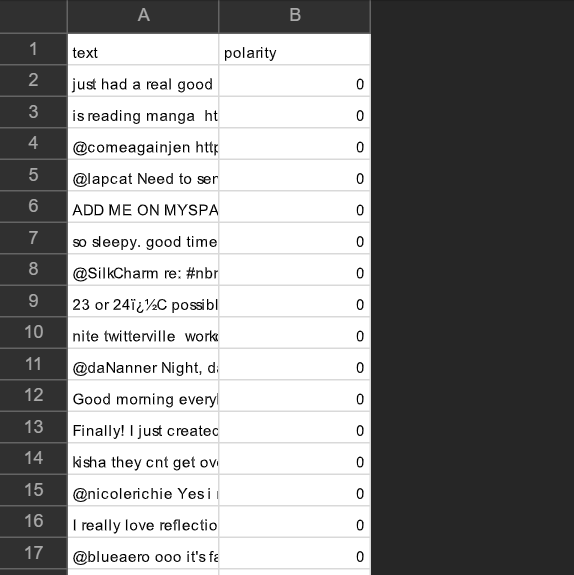 A B
1 text polarity
2 just had a real good 0
3 is reading manga ht 0
4 @comeagainjen http 0
5 @lapcat Need to sen 0
6 ADD ME ON MYSPA 0
7 so sleepy. good time 0
8 @SilkCharm re: #nbn 0
9 23 or 24ï¿½C possibl 0
10 nite twitterville work 0
11 @daNanner Night, da 0
12 Good morning every 0
13 Finally! I just created 0
14 kisha they cnt get ov 0
15 @nicolerichie Yes i 0
16 I really love reflectio 0
17 @blueaero ooo it's fa 0